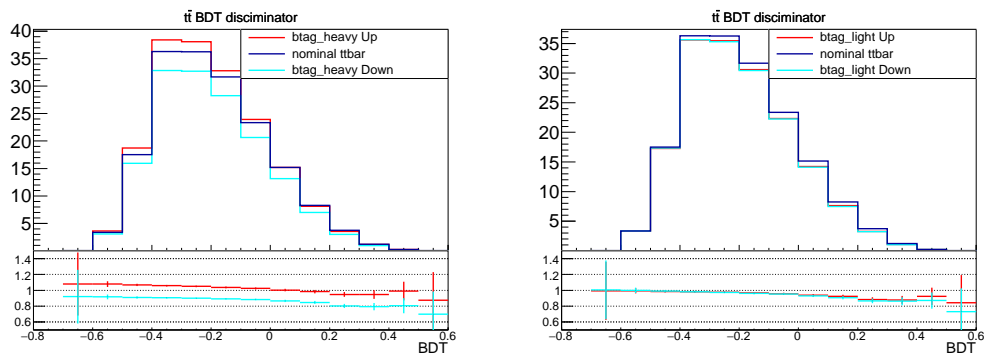 tt̄ BDT disciminator
btag_heavy Up
nominal ttbar
btag_heavy Down
40
35
30
25
20
15
10
5
1.4
1.2
1
0.8
0.6
−0.8 −0.6 −0.4 −0.2 0 0.2 0.4 0.6
BDT
tt̄ BDT disciminator
btag_light Up
nominal ttbar
btag_light Down
35
30
25
20
15
10
5
1.4
1.2
1
0.8
0.6
−0.8 −0.6 −0.4 −0.2 0 0.2 0.4 0.6
BDT